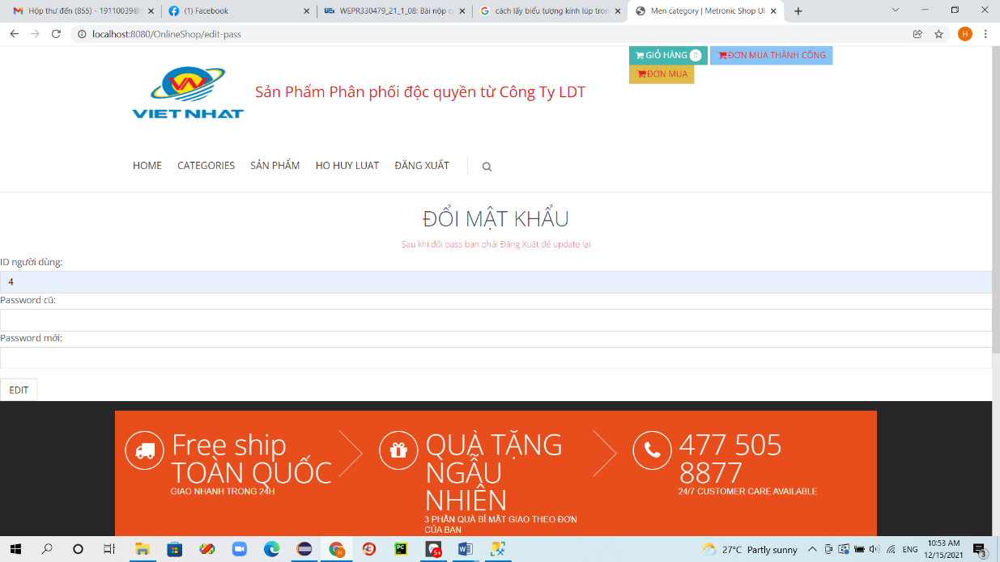 Hộp thư đến (855) - 19110039@s
(1) Facebook
UEx WEPR330479_21_1_08: Bài nộp c
cách lấy biểu tượng kính lúp tron
Men category | Metronic Shop UI
localhost:8080/OnlineShop/edit-pass
H
GIỎ HÀNG 0
ĐƠN MUA THÀNH CÔNG
ĐƠN MUA
VIET NHAT
Sản Phẩm Phân phối độc quyền từ Công Ty LDT
HOME CATEGORIES SẢN PHẨM HO HUY LUAT ĐĂNG XUẤT
ĐỔI MẬT KHẨU
Sau khi đổi pass bạn phải Đăng Xuất để update lại
ID người dùng:
4
Password cũ:
Password mới:
EDIT
Free ship
TOÀN QUỐC
GIAO NHANH TRONG 24H
QUÀ TẶNG
NGẪU
NHIÊN
3 PHẦN QUÀ BÍ MẬT GIAO THEO ĐƠN
CỦA BẠN
477 505
8877
24/7 CUSTOMER CARE AVAILABLE
27°C Partly sunny
ENG
10:53 AM
12/15/2021
3